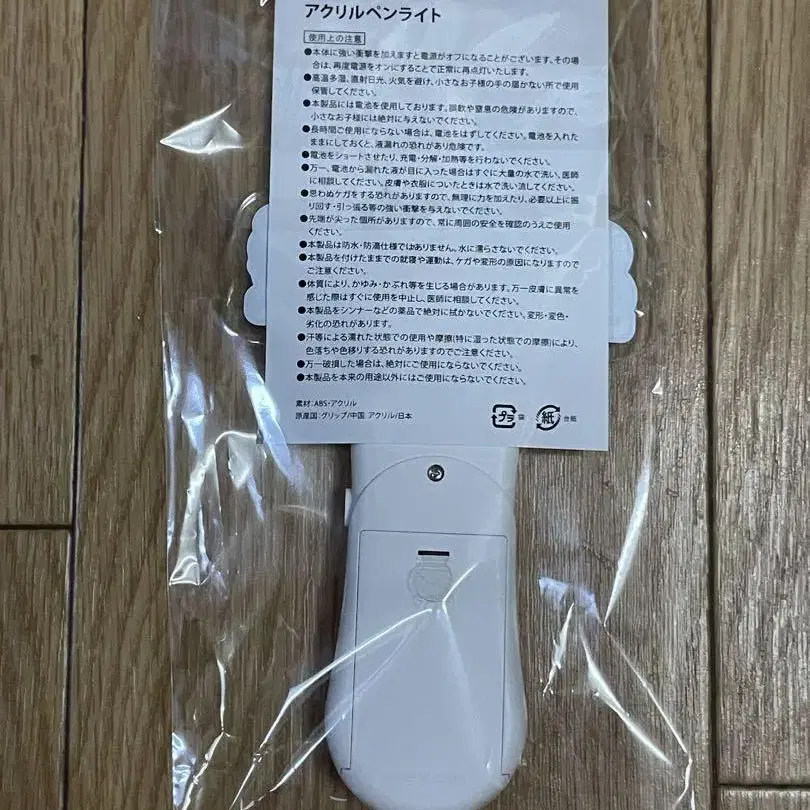 アクリルペンライト
使用上の注意
●本体に強い衝撃を加えますと電源がオフになることがございます。その場
合は、再度電源をオンにすることで正常に再点灯いたします。
●高温多湿、直射日光、火気を避け、小さなお子様の手の届かない所で使用
保管してください。
●本製品には電池を使用しております。誤飲や窒息の危険がありますので、
小さなお子様には絶対に与えないでください。
●長時間ご使用にならない場合は、電池をはずしてください。電池を入れた
ままにしておくと、液漏れの恐れがあり危険です。
●電池をショートさせたり、充電・分解・加熱等を行わないでください。
●万一、電池から漏れた液が目に入った場合はすぐに大量の水で洗い、医師
に相談してください。皮膚や衣服についたときは水で洗い流してください。
●思わぬケガをする恐れがありますので、無理に力を加えたり、必要以上に振
り回す・引っ張る等の強い衝撃を与えないでください。
●先端が尖った個所がありますので、常に周囲の安全を確認のうえご使用
ください。
●本製品は防水・防滴仕様ではありません。水に濡らさないでください。
●本製品を付けたままでの就寝や運動は、ケガや変形の原因になりますので
ご注意ください。
●体質により、かゆみ・かぶれ等を生じる場合があります。万一皮膚に異常を
感じた際はすぐに使用を中止し、医師に相談してください。
●本製品をシンナーなどの薬品で絶対に拭かないでください。変形・変色・
劣化の恐れがあります。
●汗等による濡れた状態での使用や摩擦(特に湿った状態での摩擦)により、
色落ちや色移りする恐れがありますのでご注意ください。
●万一破損した場合は、絶対にご使用にならないでください。
●本製品を本来の用途以外にはご使用にならないでください。
素材:ABS・アクリル
原産国:グリップ/中国 アクリル/日本
プラ 袋 紙 台紙